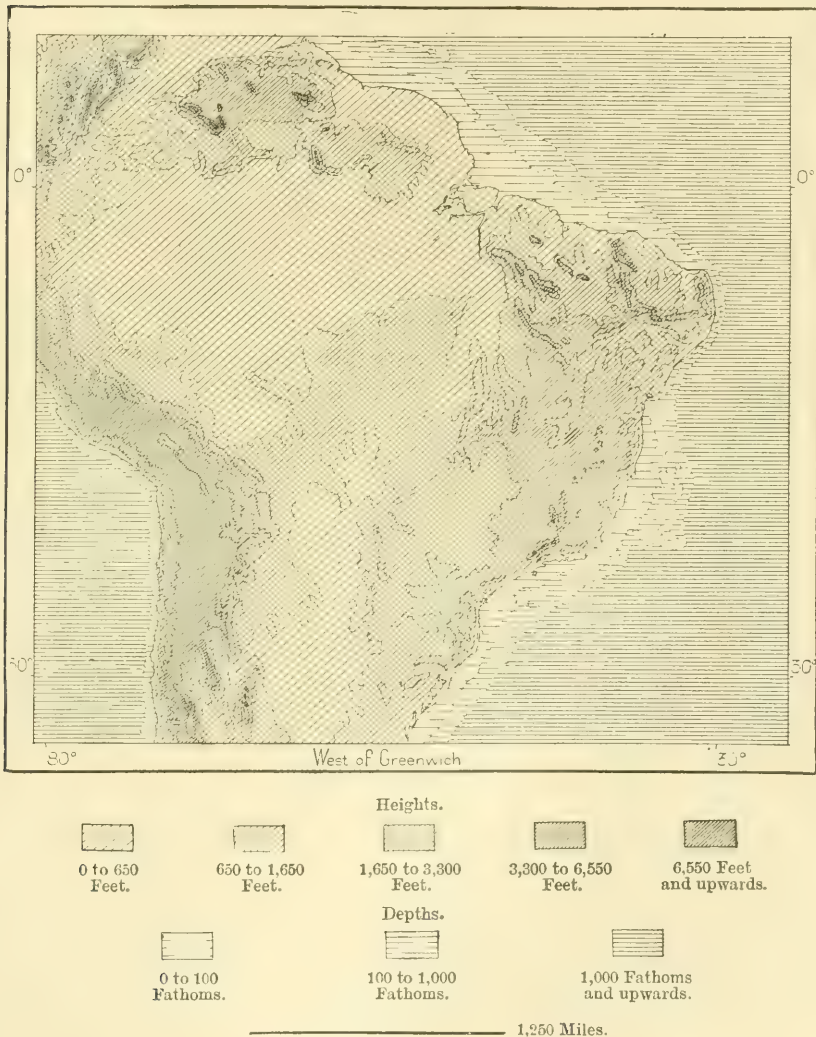 0°
0°
30°
30°
80°
West of Greenwich
Heights.
0 to 650
Feet.
650 to 1,650
Feet.
1,650 to 3,300
Feet.
3,300 to 6,550
Feet.
6,550 Feet
and upwards.
Depths.
0 to 100
Fathoms.
100 to 1,000
Fathoms.
1,000 Fathoms
and upwards.
1,250 Miles.